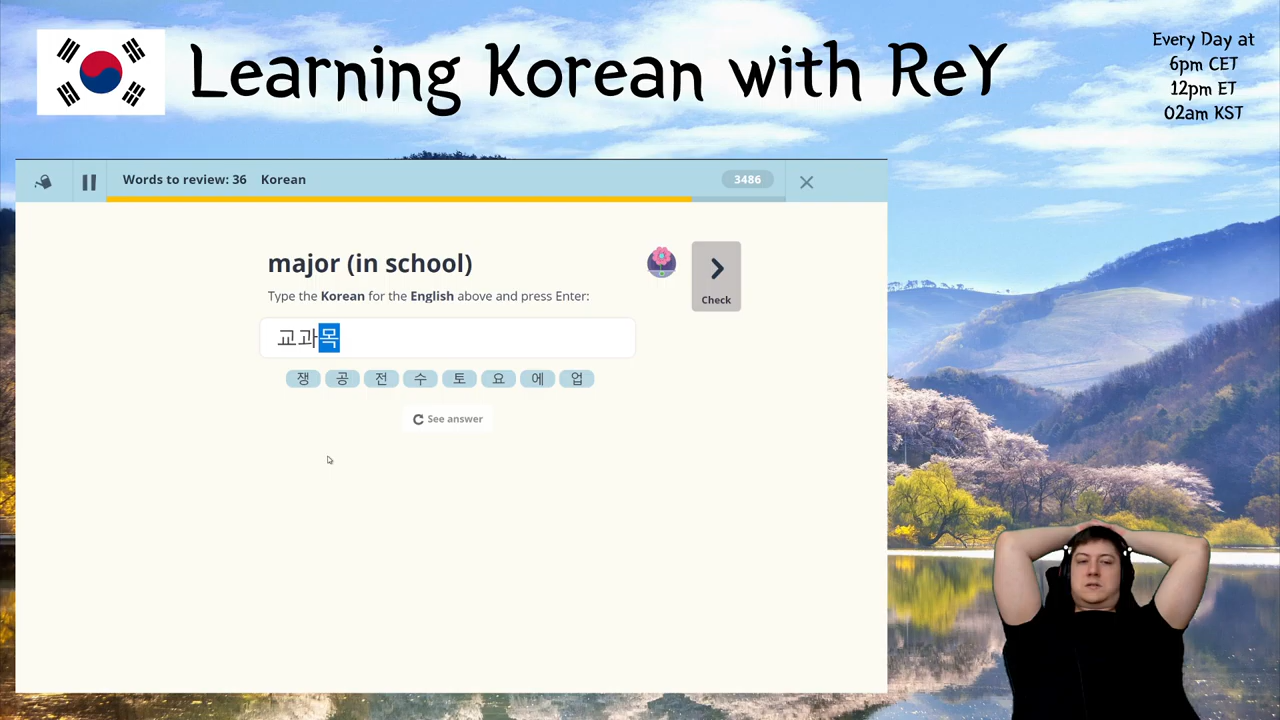 Learning Korean with ReY
Every Day at
6pm CET
12pm ET
02am KST
Words to review: 36 Korean
3486
major (in school)
Type the Korean for the English above and press Enter:
Check
교과목
쟁 공 전 수 토 요 에 업
See answer